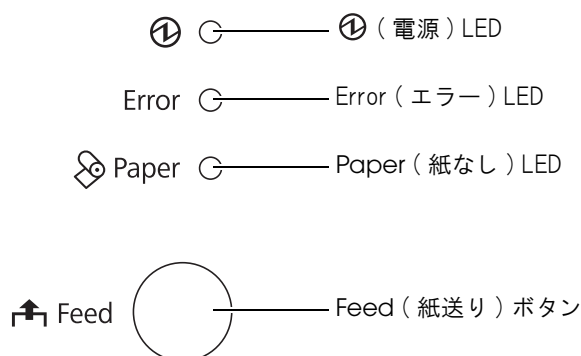 ( 電源 ) LED
Error Error ( エラー ) LED
Paper Paper ( 紙なし ) LED
Feed Feed ( 紙送り ) ボタン